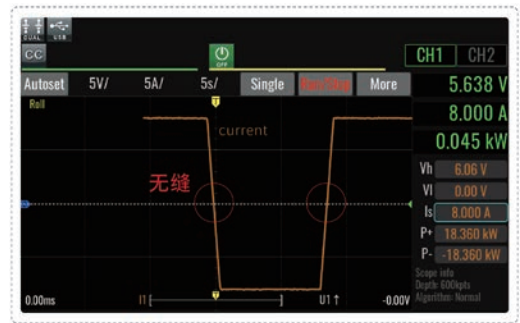 DUAL USB
CC OFF CH1 CH2
Autoset 5V/ 5A/ 5s/ Single Run/Stop More 5.638 V
Roll T 8.000 A
current 0.045 kW
无缝 Vh 6.06 V
Vl 0.00 V
Is 8.000 A
P+ 18.360 kW
P- -18.360 kW
Scope info
Depth: 600kpts
0.00ms I1 [ T ] U1↑ -0.00V Algorithm: Normal